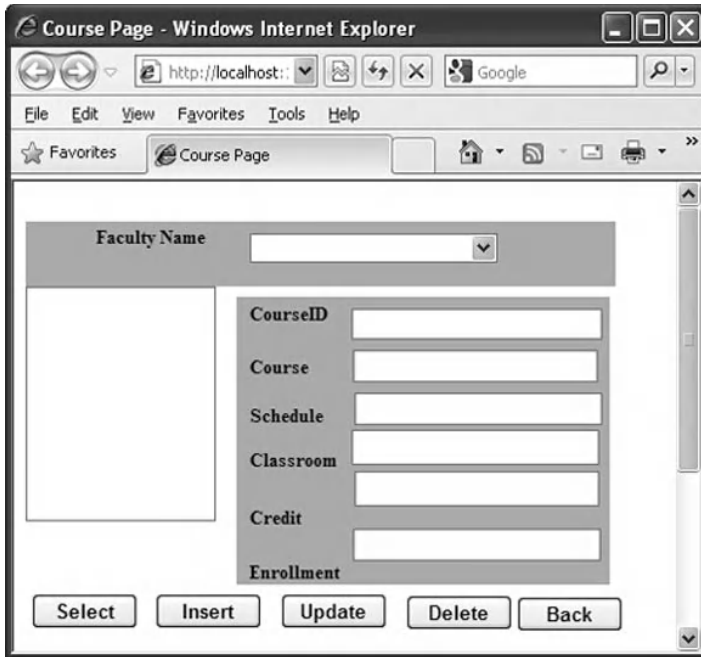 Course Page - Windows Internet Explorer
http://localhost:
Google
File Edit View Favorites Tools Help
Favorites Course Page
Faculty Name
CourseID
Course
Schedule
Classroom
Credit
Enrollment
Select Insert Update Delete Back